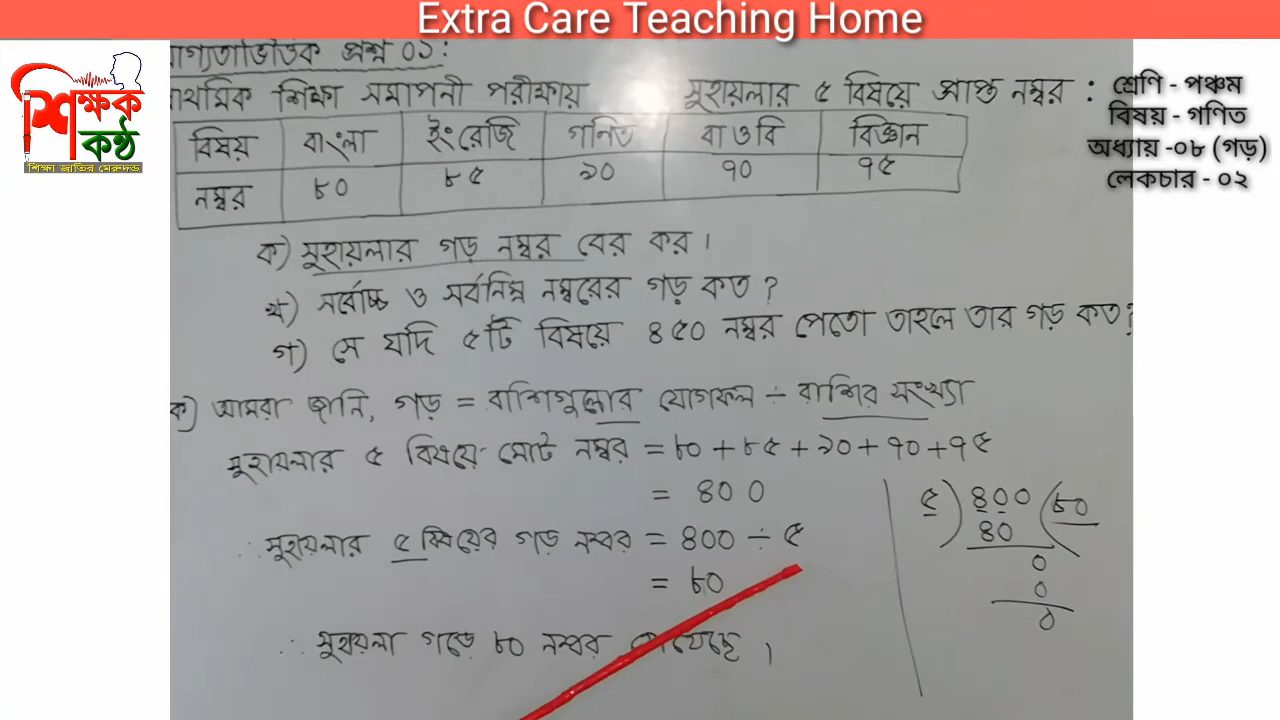 Extra Care Teaching Home
শিক্ষক
কণ্ঠ
শিক্ষা জাতির মেরুদন্ড
শ্রেণি - পঞ্চম
বিষয় - গণিত
অধ্যায় -০৮ (গড়)
লেকচার - ০২
প্রশ্ন ০১:
শিক্ষা সমাপনী পরীক্ষায় সুহায়লার ৫ বিষয়ে প্রাপ্ত নম্বর :
বিষয় বাংলা ইংরেজি গনিত বা ও বি বিজ্ঞান
নম্বর ৮০ ৮৫ ৯০ ৭০ ৭৫
ক) সুহায়লার গড় নম্বর বের কর।
খ) সর্বোচ্চ ও সর্বনিম্ন নম্বরের গড় কত?
গ) সে যদি ৫টি বিষয়ে ৪৫০ নম্বর পেতো তাহলে তার গড় কত?
ক) আমরা জানি, গড় = রাশিগুলোর যোগফল ÷ রাশির সংখ্যা
সুহায়লার ৫ বিষয়ে মোট নম্বর = ৮০ + ৮৫ + ৯০ + ৭০ + ৭৫
= ৪০০
∴ সুহায়লার ৫ বিষয়ের গড় নম্বর = ৪০০ ÷ ৫
= ৮০
∴ সুহায়লা গড়ে ৮০ নম্বর পেয়েছে।
৫) ৪০০ (৮০
৪০
০
০
০